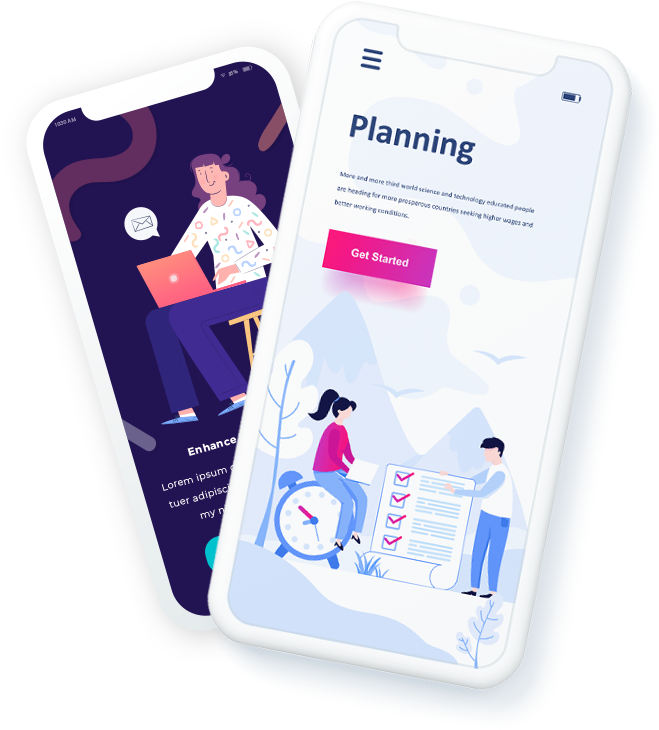 10:20 AM
Enhance
Lorem ipsum
tuer adipisci
my n
Planning
More and more third world science and technology educated people
are heading for more prosperous countries seeking higher wages and
better working conditions.
Get Started